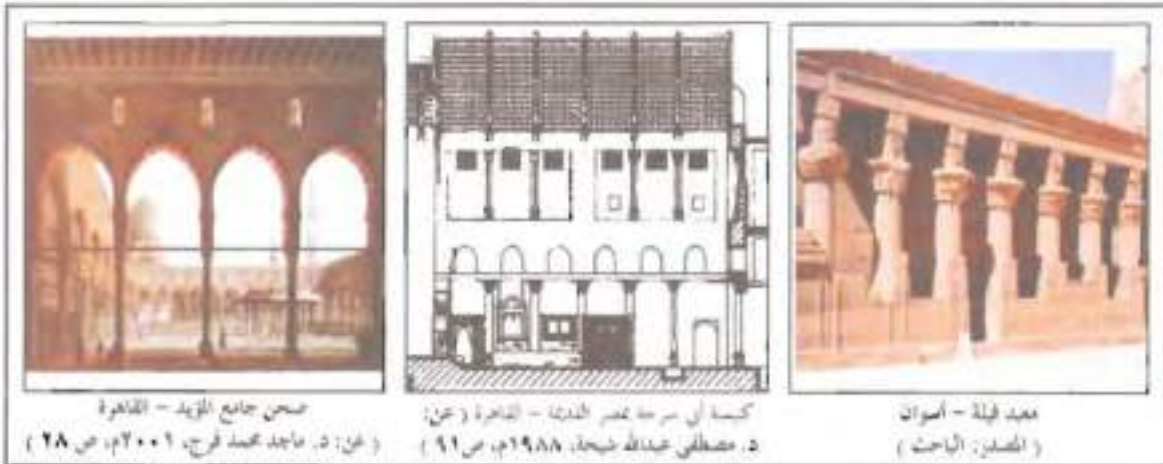 معبد فيلة – أسوان
( المصدر: الباحث )
كنيسة أبي سرجة بمصر القديمة – القاهرة ( عن:
د. مصطفى عبدالله شيحة، ١٩٨٨م، ص ٩١ )
صحن جامع المؤيد – القاهرة
( عن: د. ماجد محمد فرج، ٢٠٠١م، ص ٢٨ )